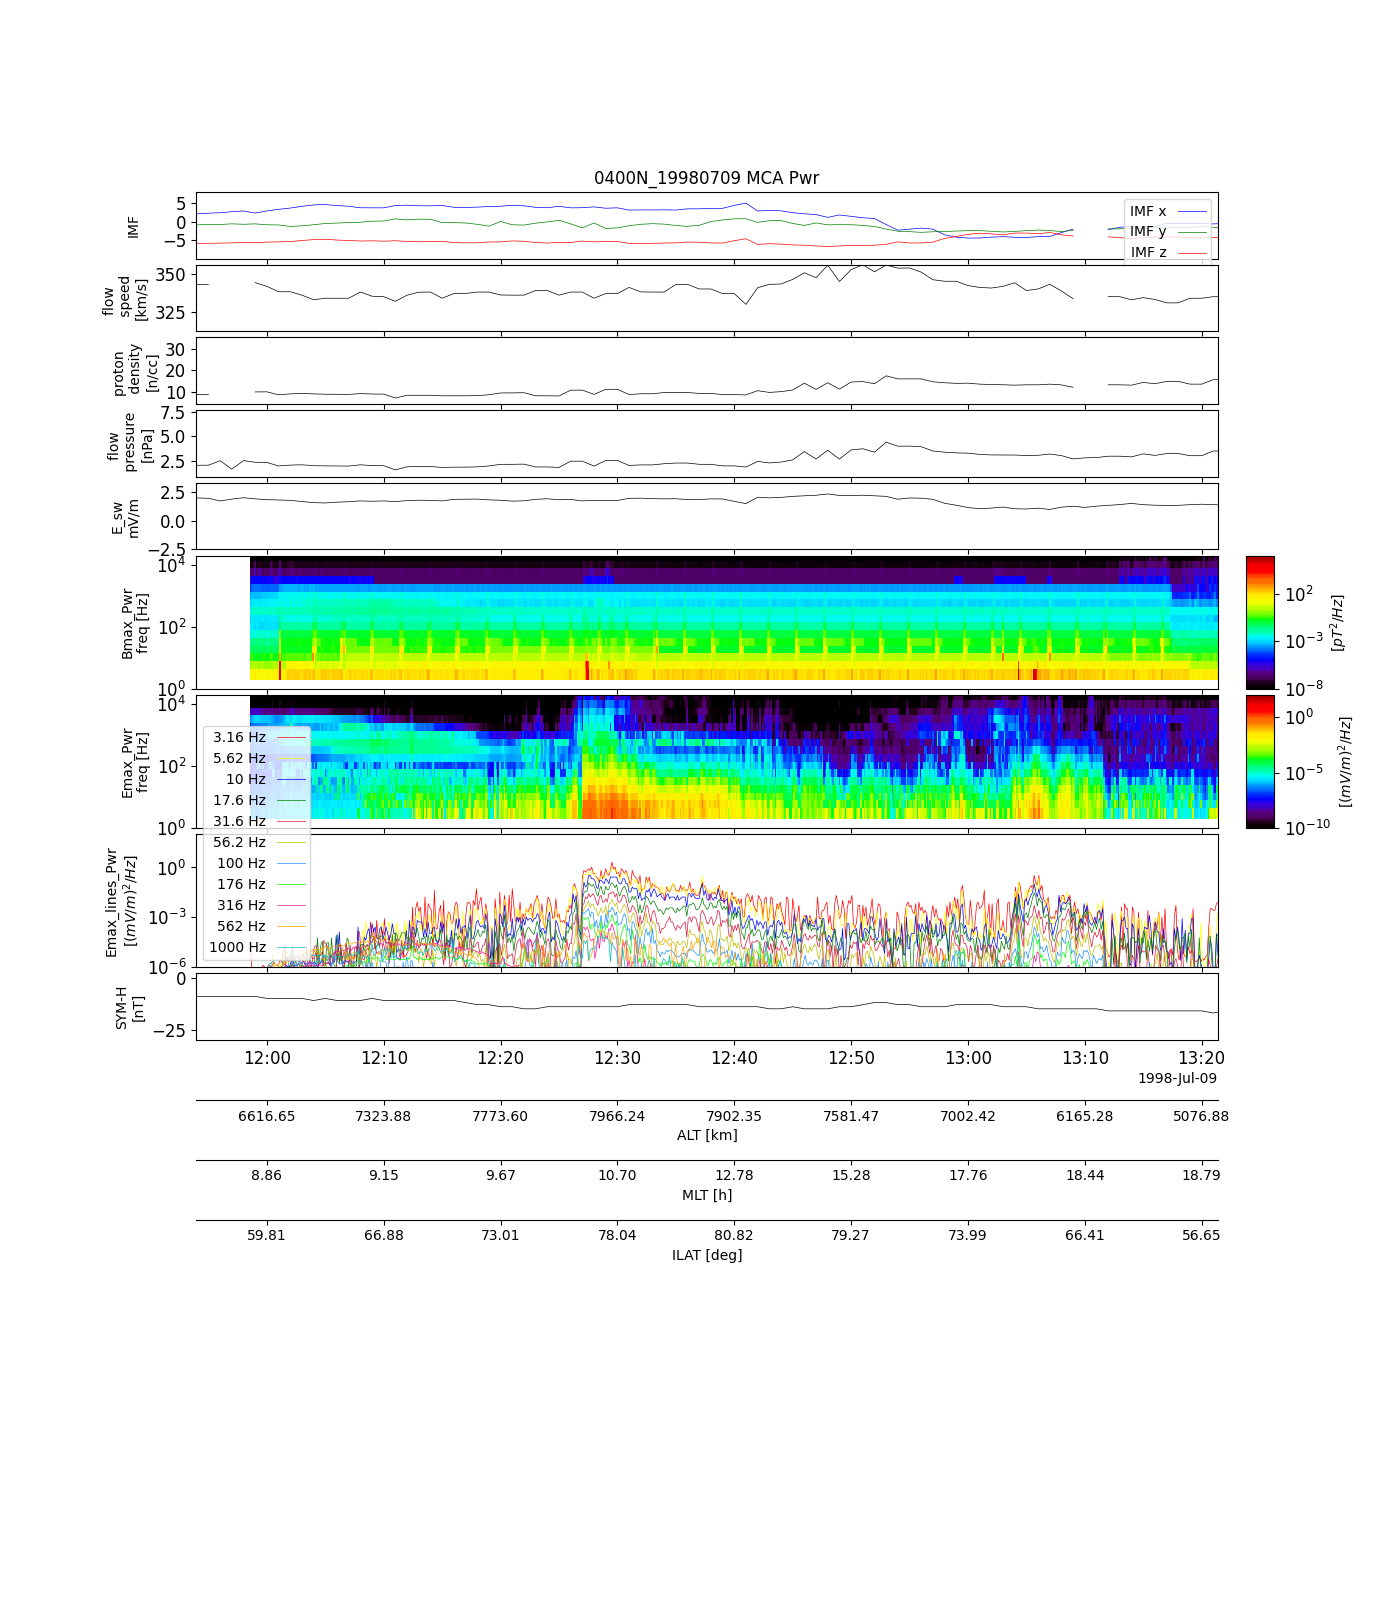 0400N_19980709 MCA Pwr
IMF
5
0
−5
IMF x
IMF y
IMF z
flow
speed
[km/s]
350
325
proton
density
[n/cc]
30
20
10
flow
pressure
[nPa]
7.5
5.0
2.5
E_sw
mV/m
2.5
0.0
−2.5
Bmax_Pwr
freq [Hz]
10^4
10^2
10^0
10^2
10^−3
10^−8
[pT^2/Hz]
Emax_Pwr
freq [Hz]
10^4
10^2
10^0
10^0
10^−5
10^−10
[(mV/m)^2/Hz]
3.16 Hz
5.62 Hz
10 Hz
17.6 Hz
31.6 Hz
56.2 Hz
100 Hz
176 Hz
316 Hz
562 Hz
1000 Hz
Emax_lines_Pwr
[(mV/m)^2/Hz]
10^0
10^−3
10^−6
SYM-H
[nT]
0
−25
12:00 12:10 12:20 12:30 12:40 12:50 13:00 13:10 13:20
1998-Jul-09
6616.65 7323.88 7773.60 7966.24 7902.35 7581.47 7002.42 6165.28 5076.88
ALT [km]
8.86 9.15 9.67 10.70 12.78 15.28 17.76 18.44 18.79
MLT [h]
59.81 66.88 73.01 78.04 80.82 79.27 73.99 66.41 56.65
ILAT [deg]